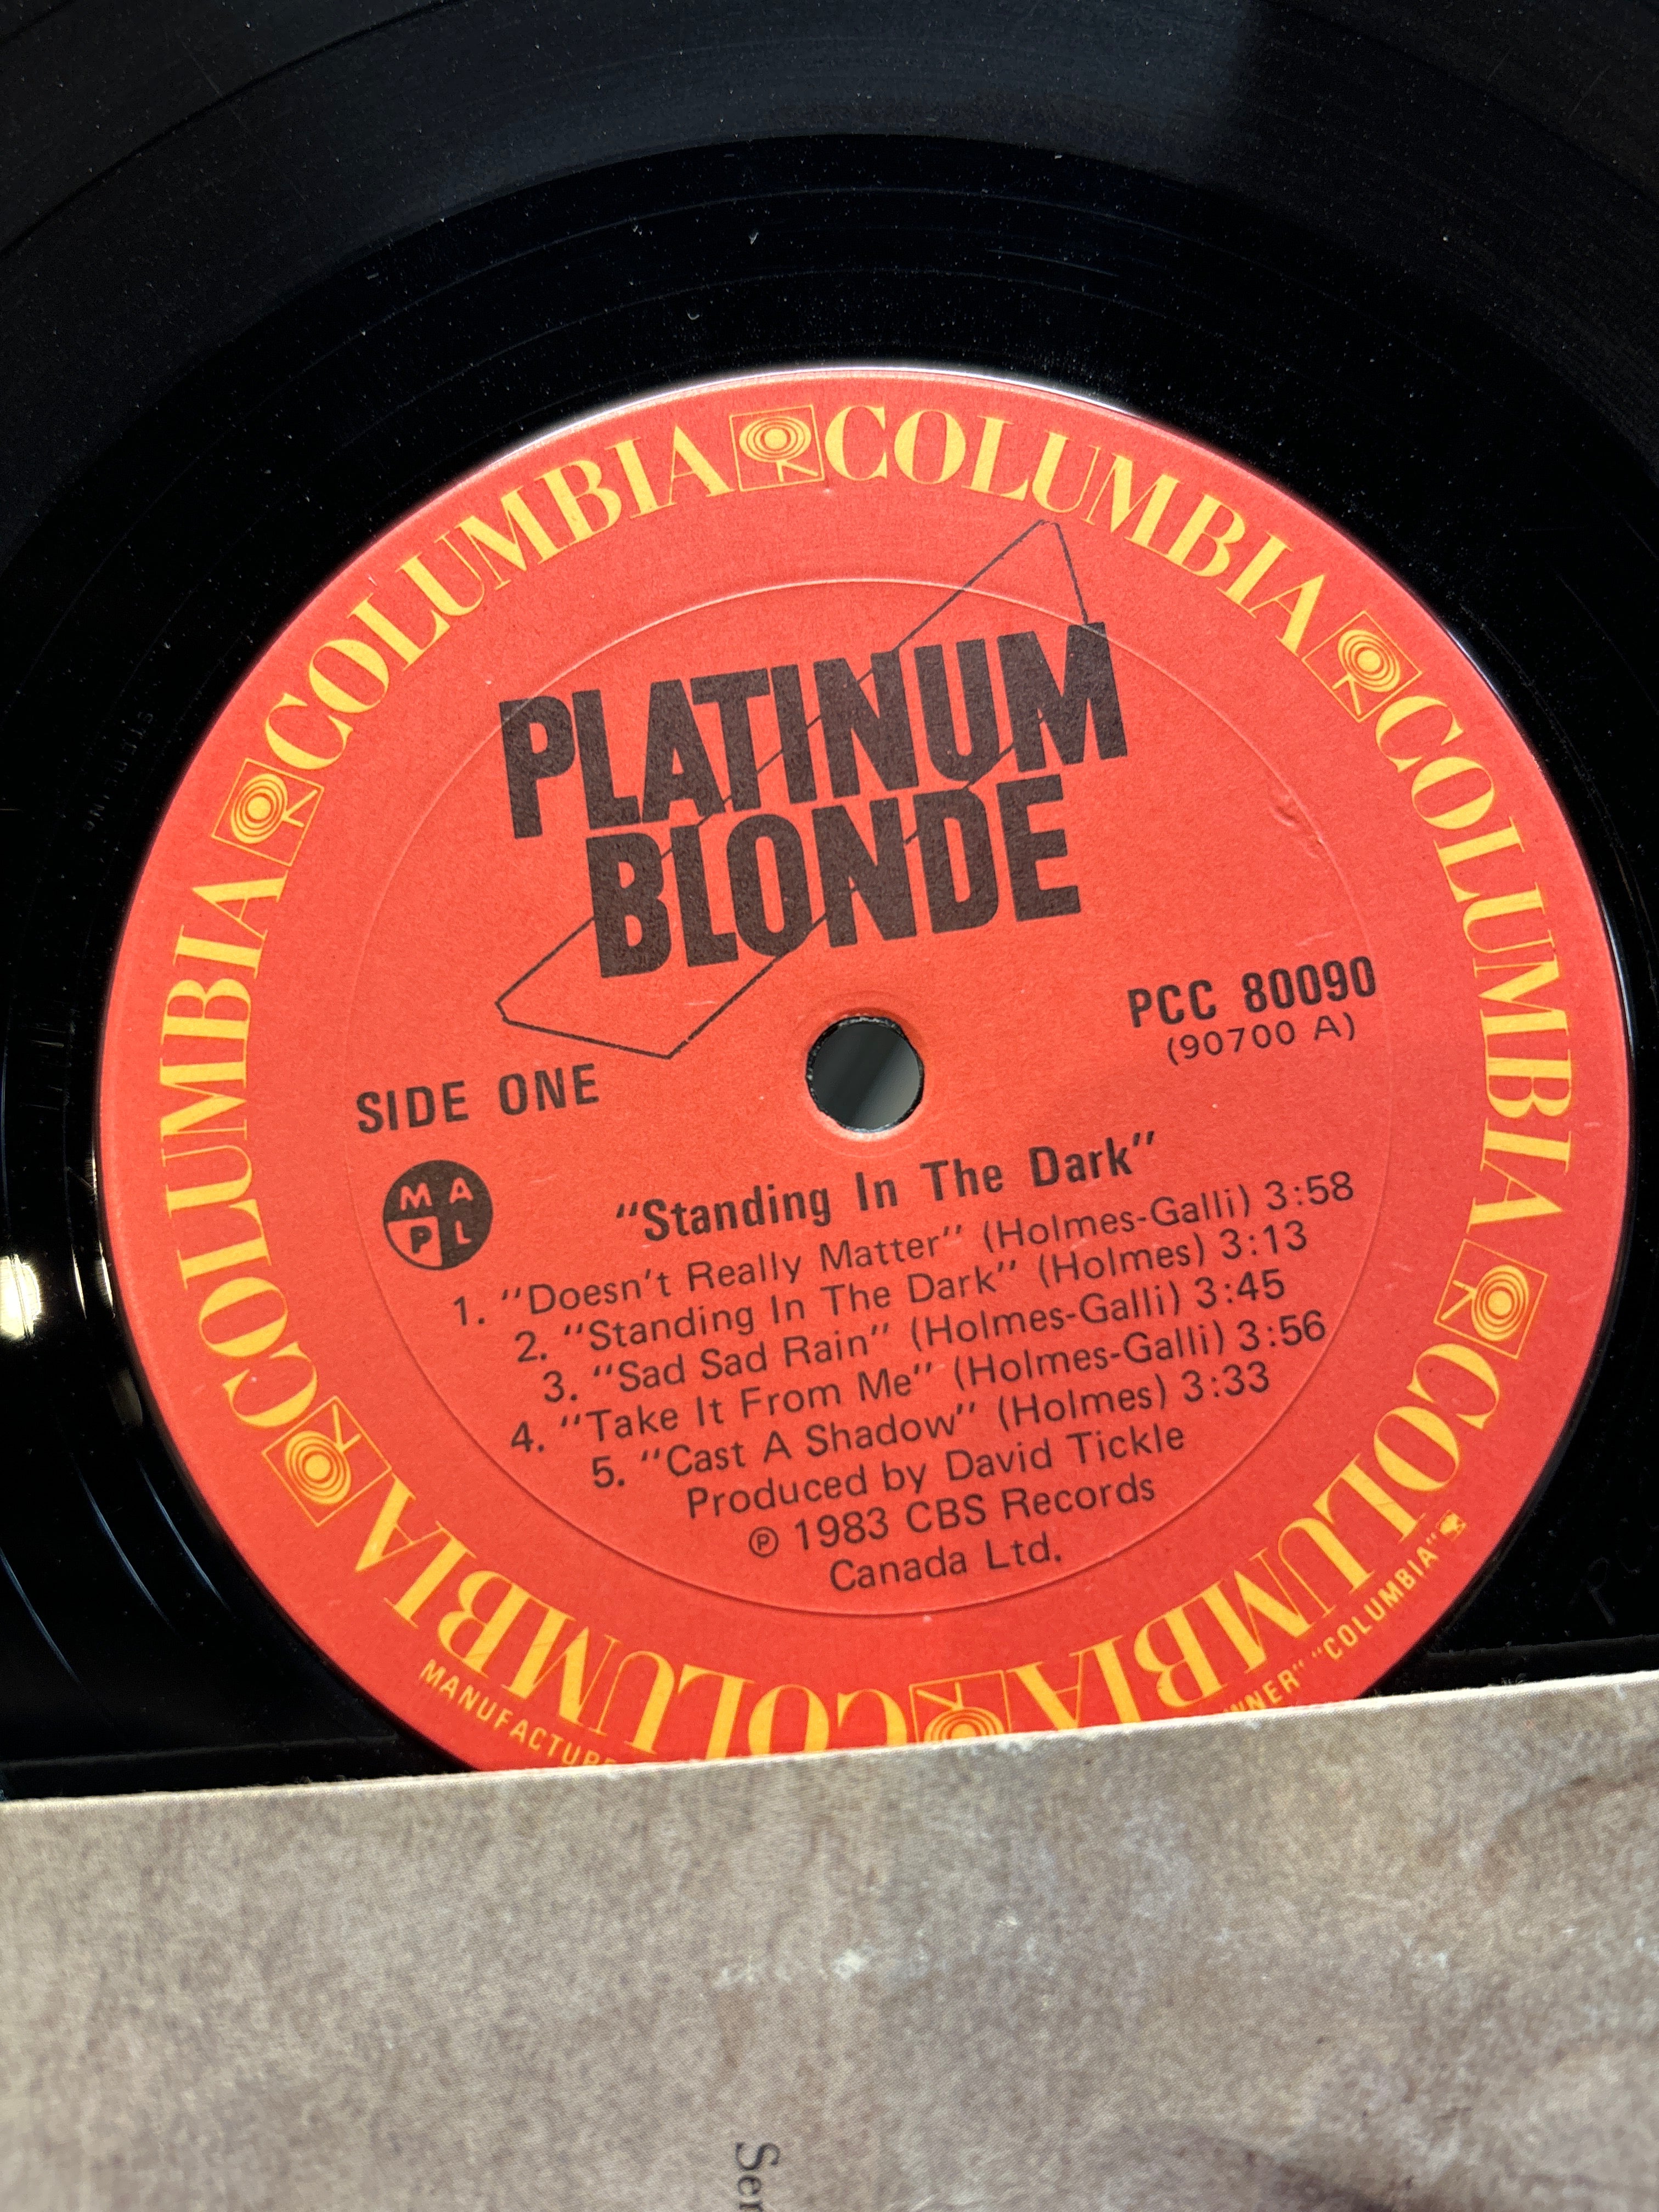 COLUMBIA COLUMBIA COLUMBIA COLUMBIA COLUMBIA COLUMBIA
PLATINUM
BLONDE
PCC 80090
(90700 A)
SIDE ONE
M A
P L
"Standing In The Dark"
1. "Doesn't Really Matter" (Holmes-Galli) 3:58
2. "Standing In The Dark" (Holmes) 3:13
3. "Sad Sad Rain" (Holmes-Galli) 3:45
4. "Take It From Me" (Holmes-Galli) 3:56
5. "Cast A Shadow" (Holmes) 3:33
Produced by David Tickle
℗ 1983 CBS Records
Canada Ltd.
"COLUMBIA"